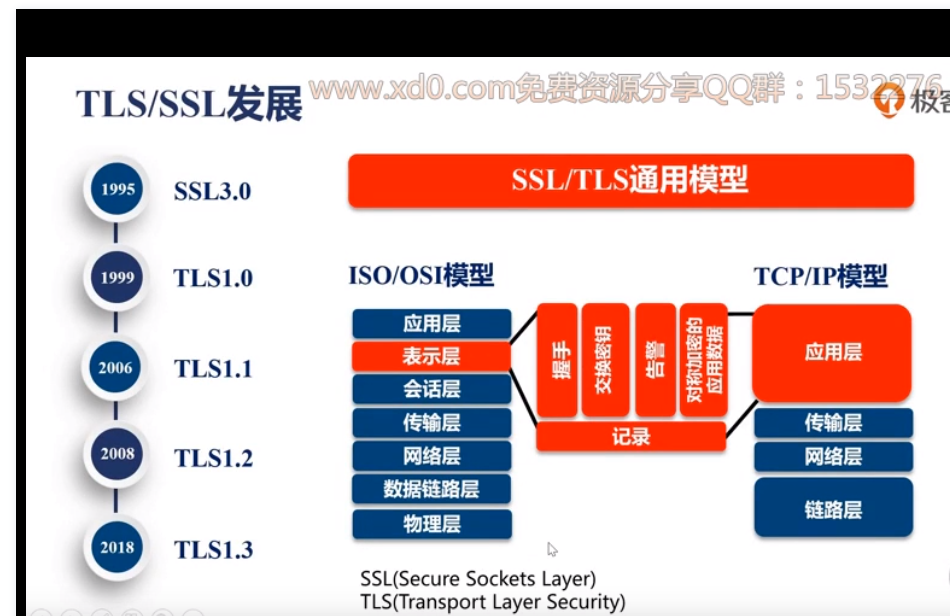 TLS/SSL发展
www.xd0.com免费资源分享QQ群：1532276
极客
SSL/TLS通用模型
1995 SSL3.0
1999 TLS1.0
2006 TLS1.1
2008 TLS1.2
2018 TLS1.3
ISO/OSI模型
应用层
表示层
会话层
传输层
网络层
数据链路层
物理层
握手
交换密钥
告警
对称加密的
应用数据
记录
TCP/IP模型
应用层
传输层
网络层
链路层
SSL(Secure Sockets Layer)
TLS(Transport Layer Security)